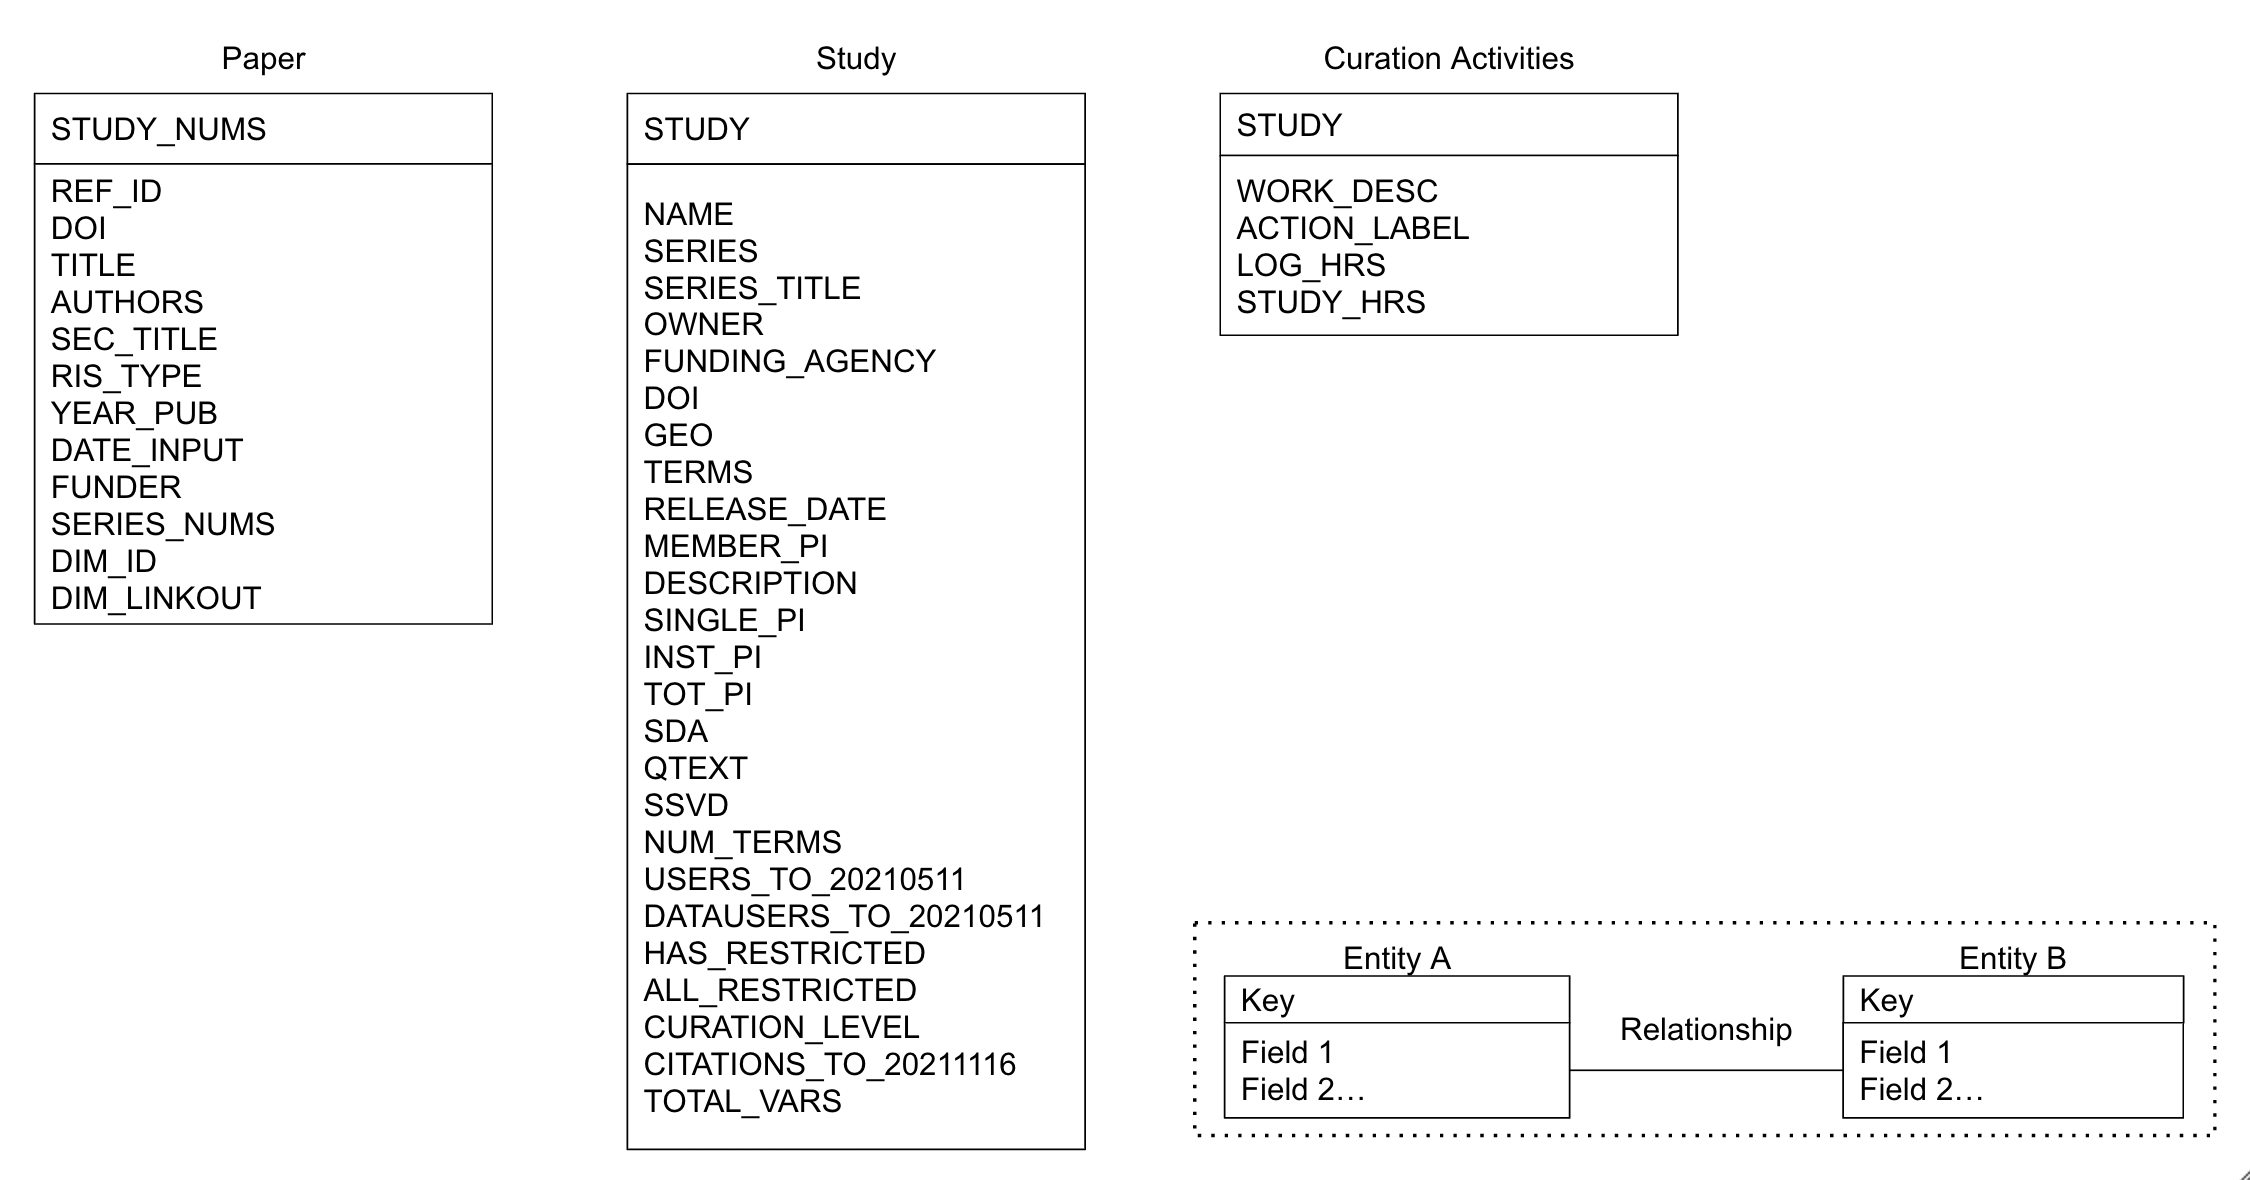 Paper
STUDY_NUMS
REF_ID
DOI
TITLE
AUTHORS
SEC_TITLE
RIS_TYPE
YEAR_PUB
DATE_INPUT
FUNDER
SERIES_NUMS
DIM_ID
DIM_LINKOUT
Study
STUDY
NAME
SERIES
SERIES_TITLE
OWNER
FUNDING_AGENCY
DOI
GEO
TERMS
RELEASE_DATE
MEMBER_PI
DESCRIPTION
SINGLE_PI
INST_PI
TOT_PI
SDA
QTEXT
SSVD
NUM_TERMS
USERS_TO_20210511
DATAUSERS_TO_20210511
HAS_RESTRICTED
ALL_RESTRICTED
CURATION_LEVEL
CITATIONS_TO_20211116
TOTAL_VARS
Curation Activities
STUDY
WORK_DESC
ACTION_LABEL
LOG_HRS
STUDY_HRS
Entity A
Key
Field 1
Field 2…
Relationship
Entity B
Key
Field 1
Field 2…